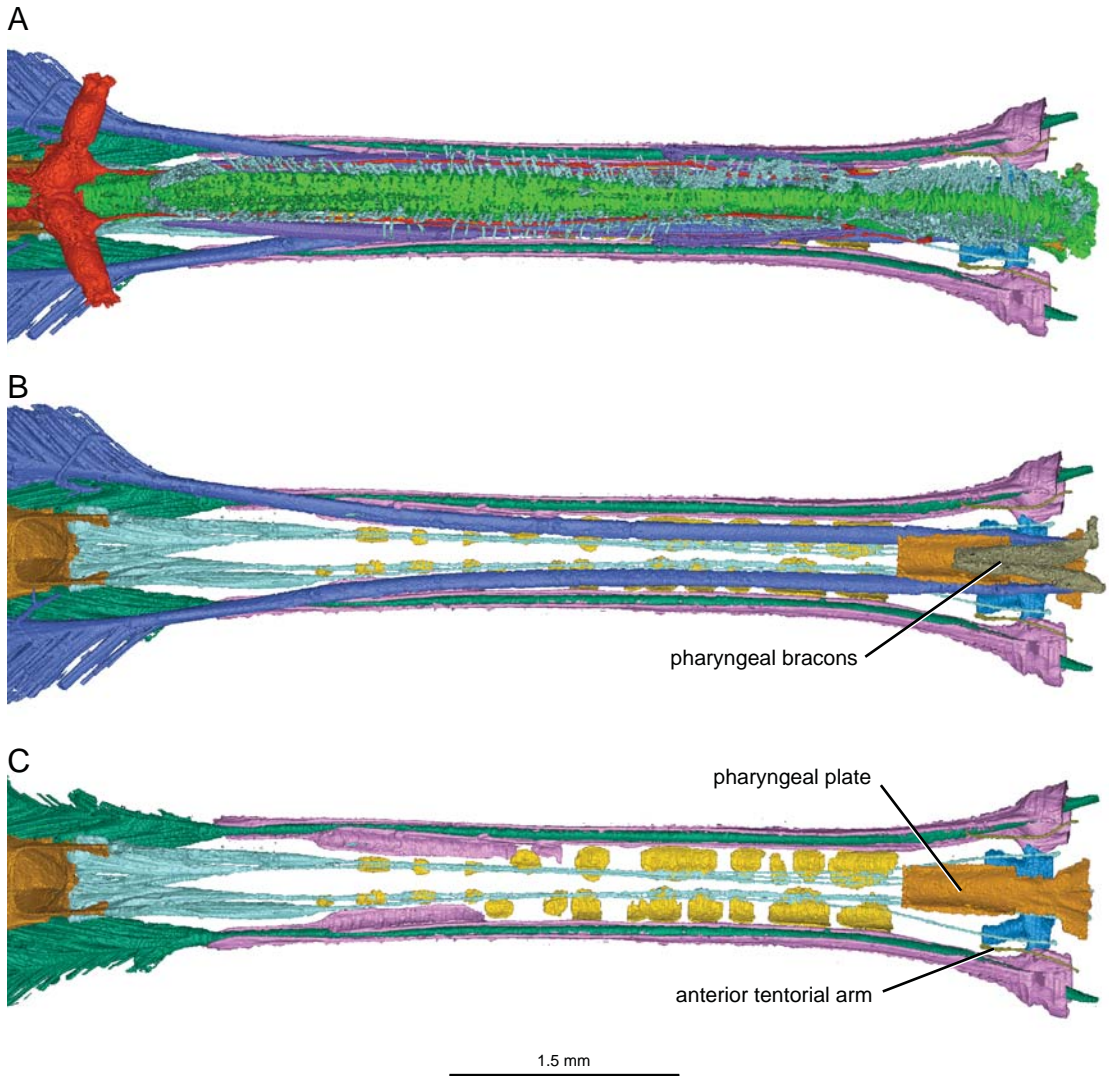 A
B
pharyngeal bracons
C
pharyngeal plate
anterior tentorial arm
1.5 mm